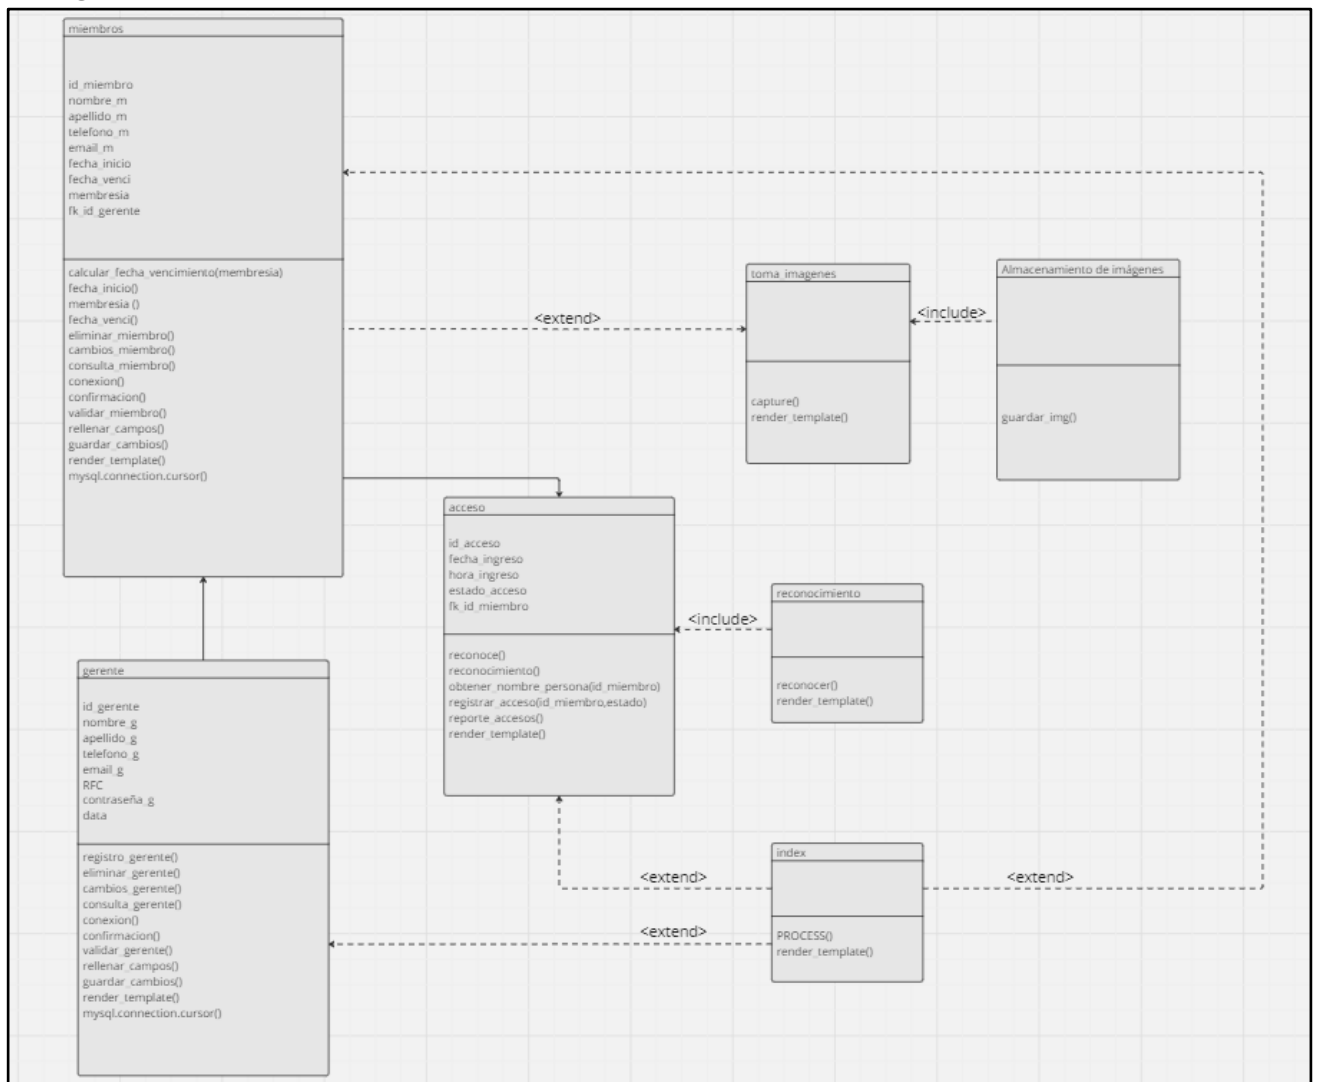 miembros
id_miembro
nombre_m
apellido_m
telefono_m
email_m
fecha_inicio
fecha_venci
membresia
fk_id_gerente
calcular_fecha_vencimiento(membresia)
fecha_inicio()
membresia ()
fecha_venci()
eliminar_miembro()
cambios_miembro()
consulta_miembro()
conexion()
confirmacion()
validar_miembro()
rellenar_campos()
guardar_cambios()
render_template()
mysql.connection.cursor()
<extend>
toma_imagenes
capture()
render_template()
<include>
Almacenamiento de imágenes
guardar_img()
acceso
id_acceso
fecha_ingreso
hora_ingreso
estado_acceso
fk_id_miembro
reconoce()
reconocimiento()
obtener_nombre_persona(id_miembro)
registrar_acceso(id_miembro,estado)
reporte_accesos()
render_template()
<include>
reconocimiento
reconocer()
render_template()
gerente
id_gerente
nombre_g
apellido_g
telefono_g
email_g
RFC
contraseña_g
data
registro_gerente()
eliminar_gerente()
cambios_gerente()
consulta_gerente()
conexion()
confirmacion()
validar_gerente()
rellenar_campos()
guardar_cambios()
render_template()
mysql.connection.cursor()
<extend>
<extend>
index
PROCESS()
render_template()
<extend>